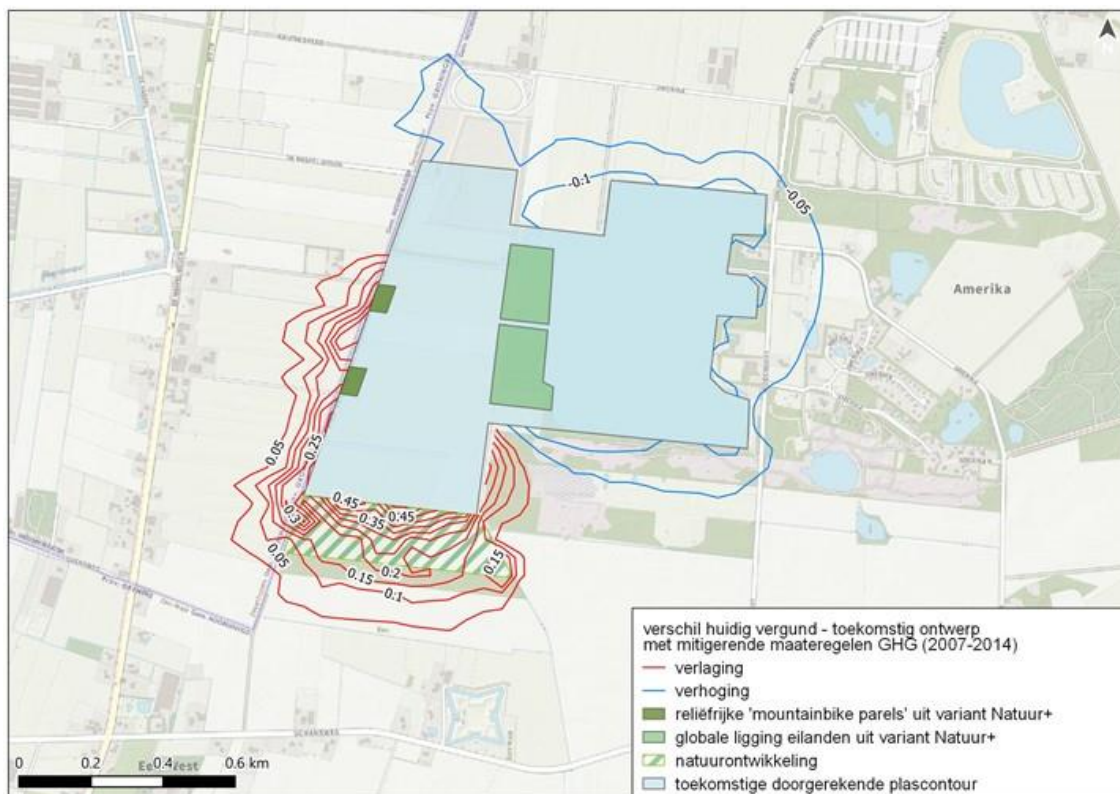 N
-0.1
-0.05
Amerika
0.05
0.25
0.45
0.45
0.35
0.3
0.05
0.15
0.2
0.15
0.1
Een
SCHANSWEG
0 0.2 0.4 0.6 km
verschil huidig vergund - toekomstig ontwerp
met mitigerende maateregelen GHG (2007-2014)
verlaging
verhoging
reliëfrijke 'mountainbike parels' uit variant Natuur+
globale ligging eilanden uit variant Natuur+
natuurontwikkeling
toekomstige doorgerekende plascontour